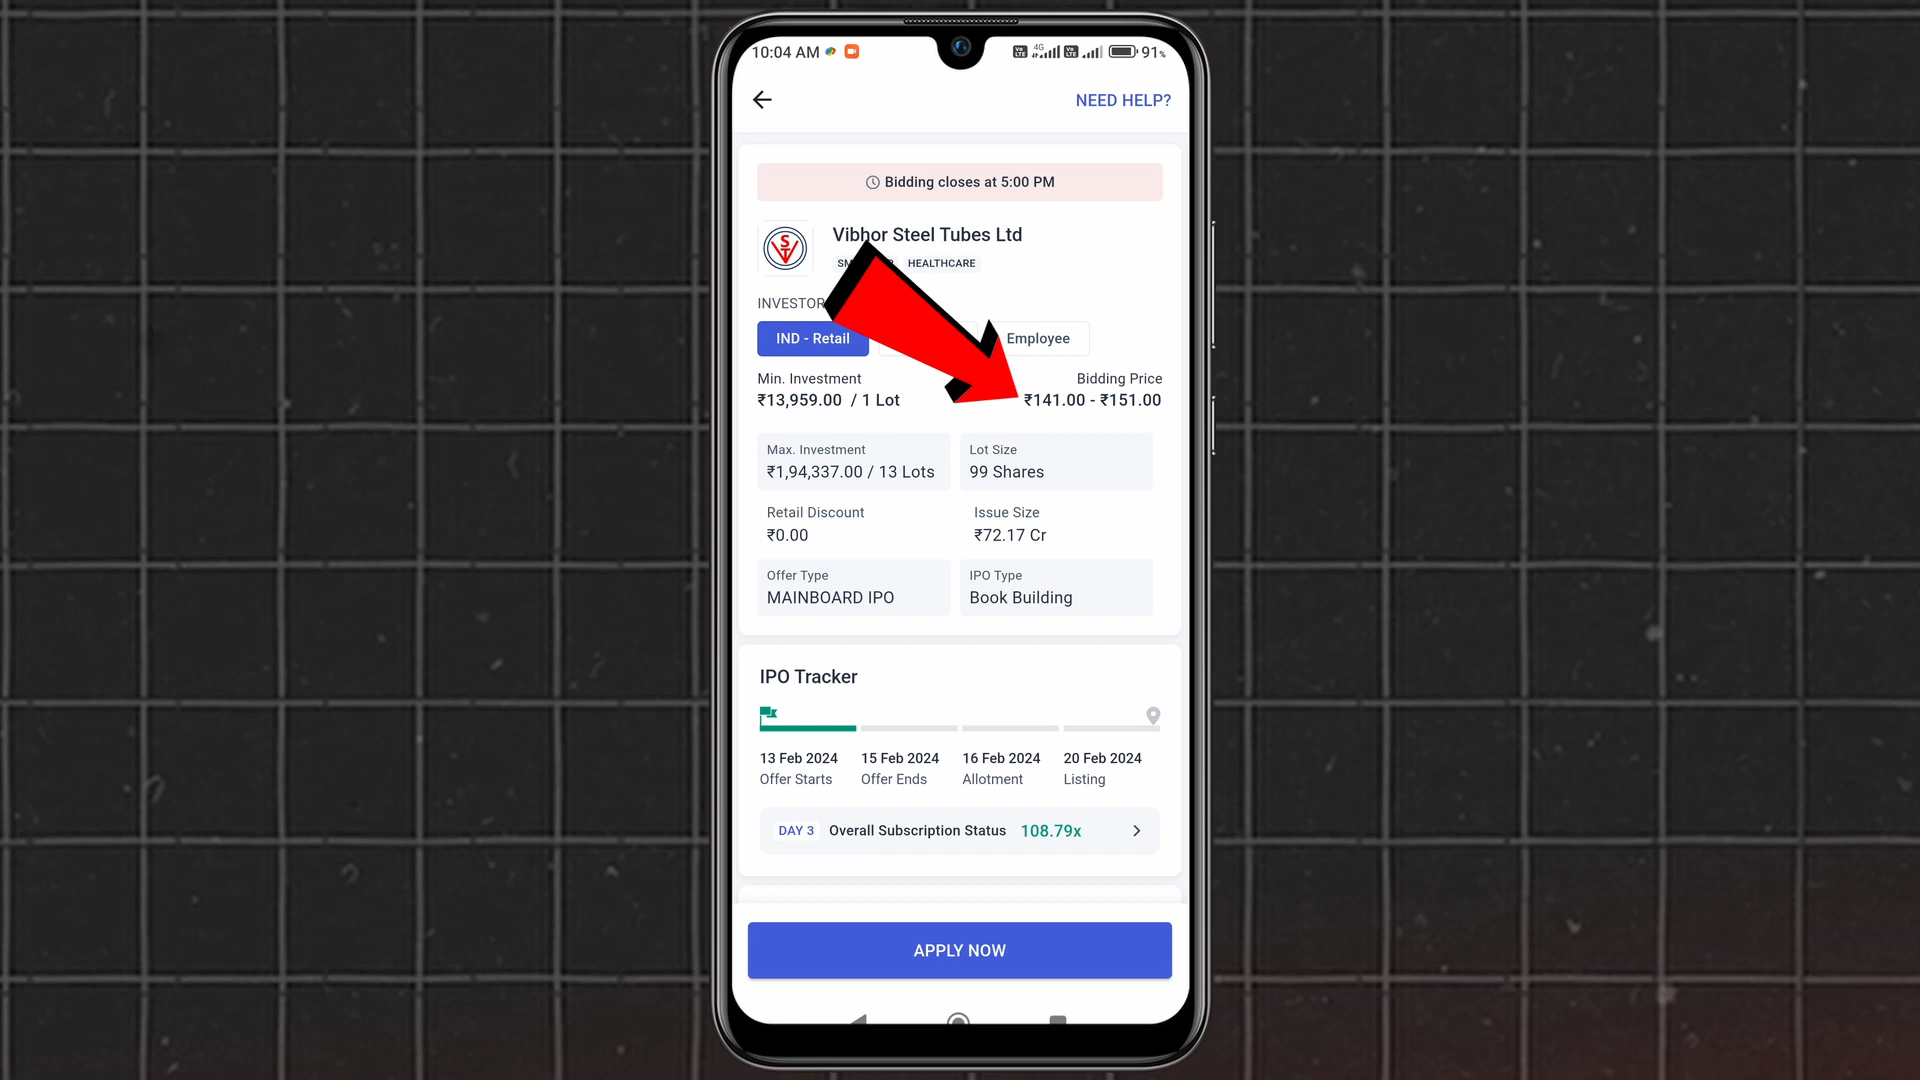 10:04 AM 4G 91%
NEED HELP?
Bidding closes at 5:00 PM
Vibhor Steel Tubes Ltd
HEALTHCARE
INVESTOR
IND - Retail Employee
Min. Investment Bidding Price
₹13,959.00 / 1 Lot ₹141.00 - ₹151.00
Max. Investment Lot Size
₹1,94,337.00 / 13 Lots 99 Shares
Retail Discount Issue Size
₹0.00 ₹72.17 Cr
Offer Type IPO Type
MAINBOARD IPO Book Building
IPO Tracker
13 Feb 2024 15 Feb 2024 16 Feb 2024 20 Feb 2024
Offer Starts Offer Ends Allotment Listing
DAY 3 Overall Subscription Status 108.79x
APPLY NOW